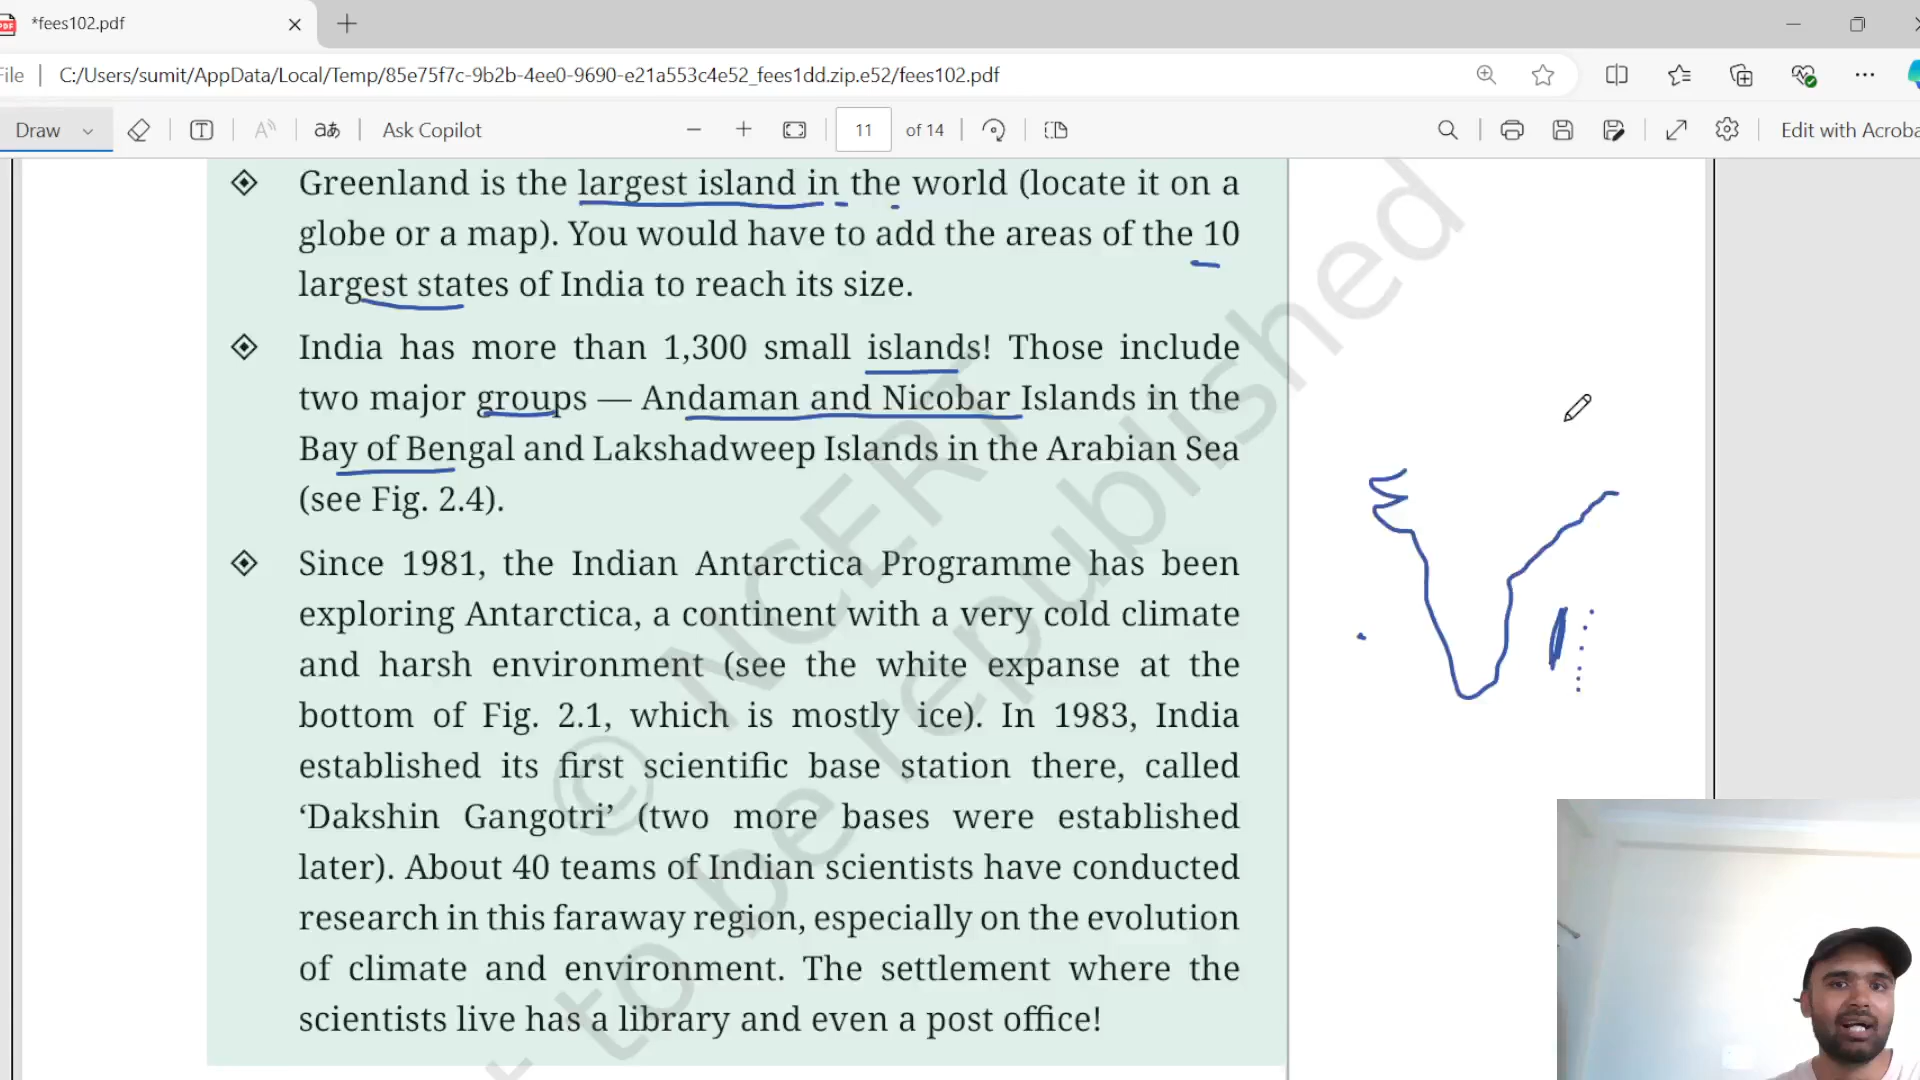 *fees102.pdf
File
C:/Users/sumit/AppData/Local/Temp/85e75f7c-9b2b-4ee0-9690-e21a553c4e52_fees1dd.zip.e52/fees102.pdf
Draw
T
A
aあ
Ask Copilot
11 of 14
Edit with Acroba
Greenland is the largest island in the world (locate it on a
globe or a map). You would have to add the areas of the 10
largest states of India to reach its size.
India has more than 1,300 small islands! Those include
two major groups — Andaman and Nicobar Islands in the
Bay of Bengal and Lakshadweep Islands in the Arabian Sea
(see Fig. 2.4).
Since 1981, the Indian Antarctica Programme has been
exploring Antarctica, a continent with a very cold climate
and harsh environment (see the white expanse at the
bottom of Fig. 2.1, which is mostly ice). In 1983, India
established its first scientific base station there, called
‘Dakshin Gangotri’ (two more bases were established
later). About 40 teams of Indian scientists have conducted
research in this faraway region, especially on the evolution
of climate and environment. The settlement where the
scientists live has a library and even a post office!
© NCERT
to be republished